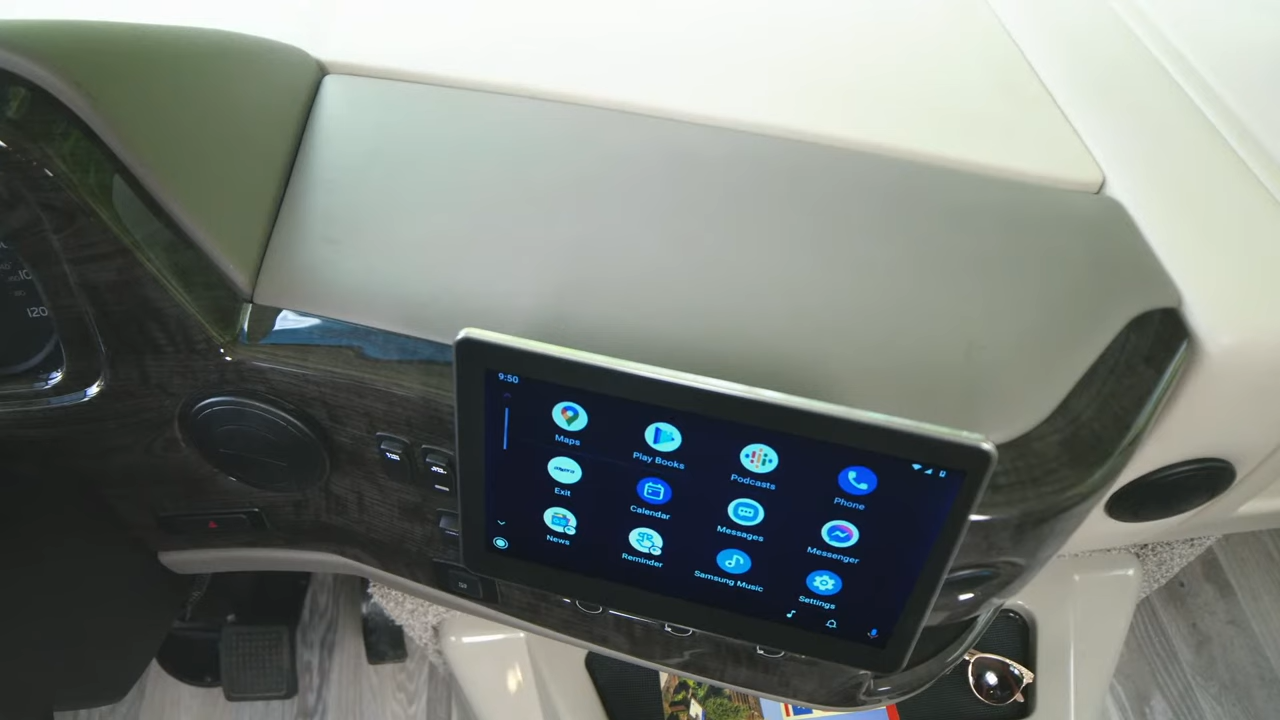 120
9:50
Maps
Play Books
Podcasts
Phone
Exit
Calendar
Messages
Messenger
News
Reminder
Samsung Music
Settings